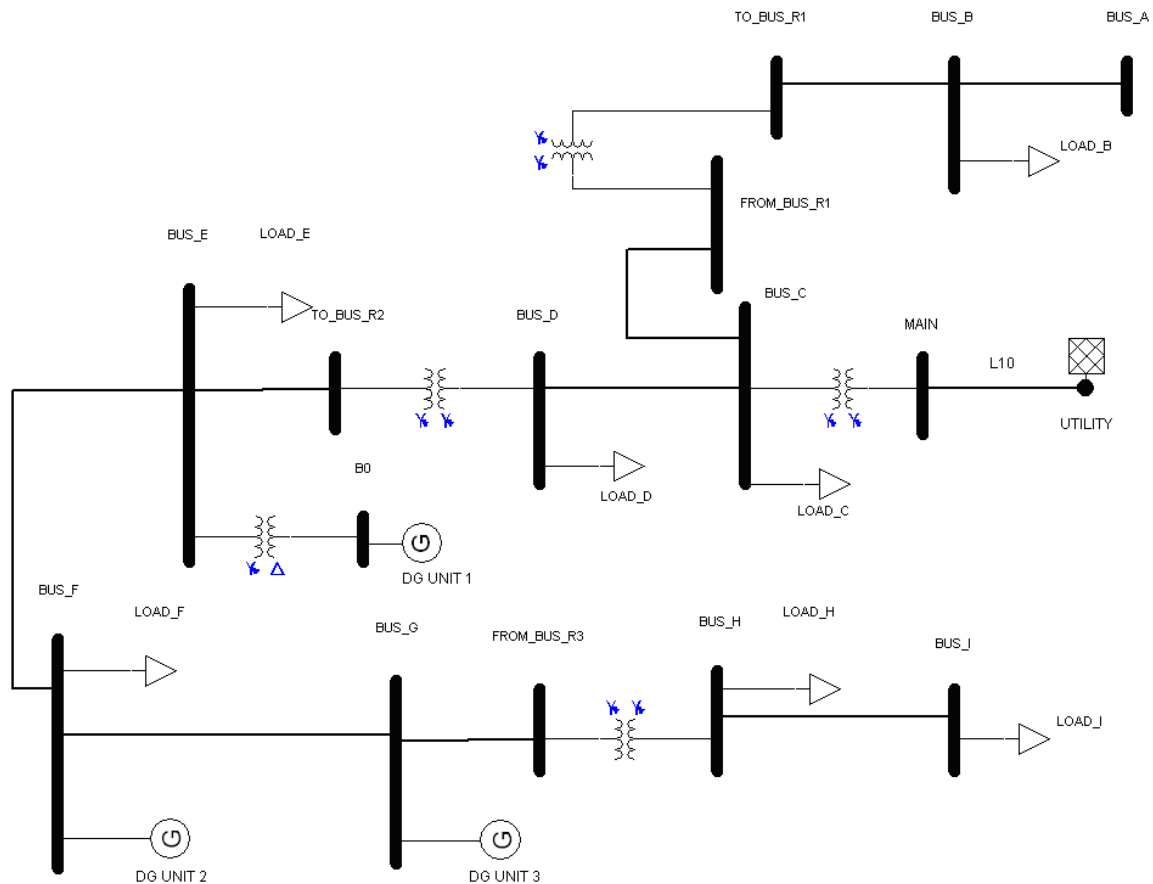 TO_BUS_R1
BUS_B
BUS_A
Y
Y
LOAD_B
FROM_BUS_R1
BUS_E
LOAD_E
BUS_C
TO_BUS_R2
BUS_D
MAIN
L10
Y Y
Y Y
UTILITY
B0
LOAD_D
LOAD_C
G
Y Δ
DG UNIT 1
BUS_F
LOAD_F
BUS_G
FROM_BUS_R3
BUS_H
LOAD_H
BUS_I
Y Y
LOAD_I
G
G
DG UNIT 2
DG UNIT 3